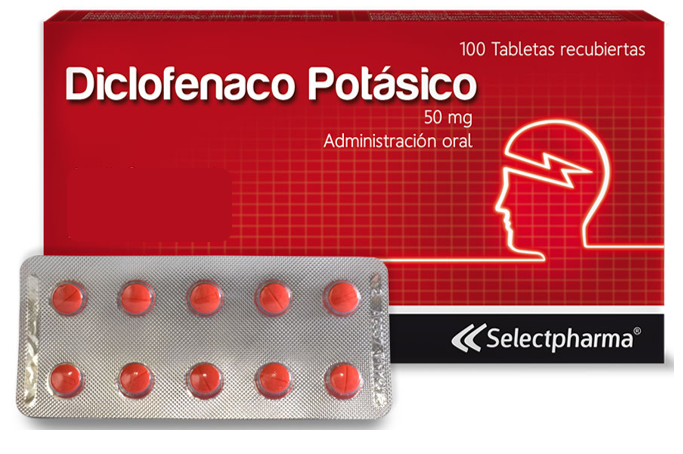 100 Tabletas recubiertas
Diclofenaco Potásico
50 mg
Administración oral
Selectpharma®